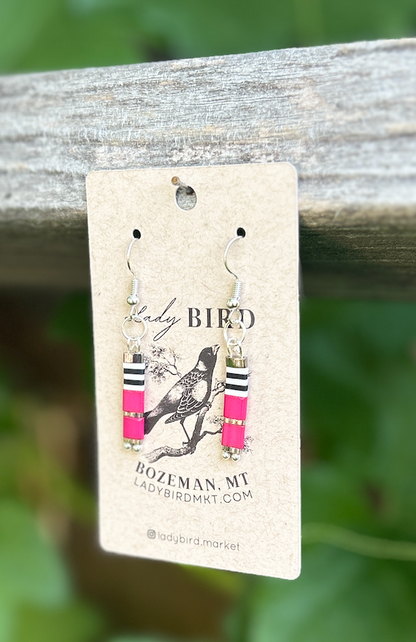 Lady BIRD
BOZEMAN, MT
LADYBIRDMKT.COM
ladybird.market